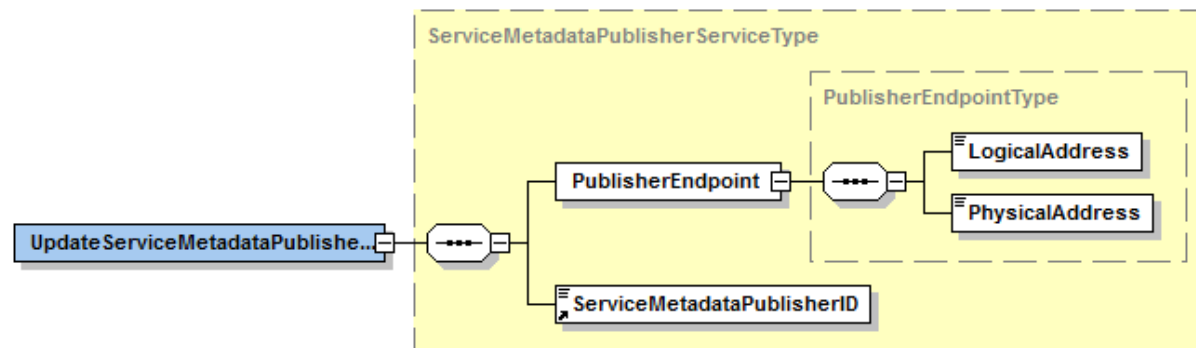 ServiceMetadataPublisherServiceType
PublisherEndpointType
LogicalAddress
PublisherEndpoint
PhysicalAddress
UpdateServiceMetadataPublishe...
ServiceMetadataPublisherID